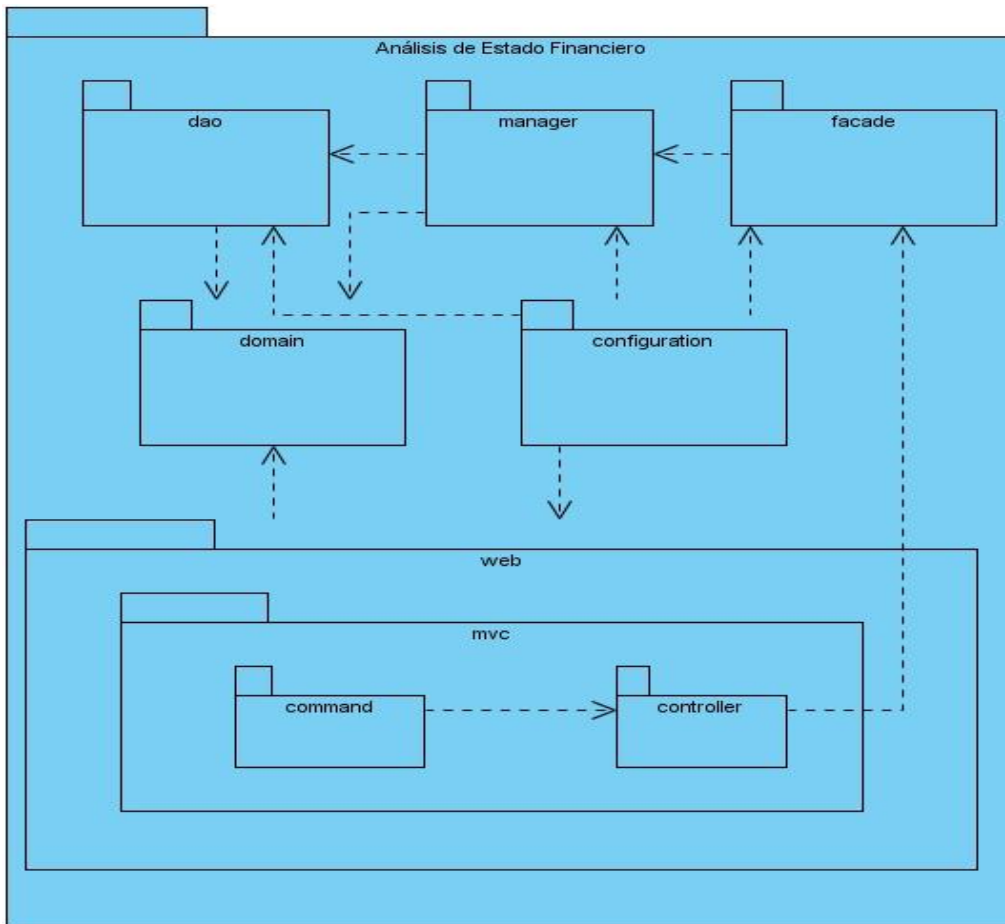 Análisis de Estado Financiero
dao
manager
facade
domain
configuration
web
mvc
command
controller